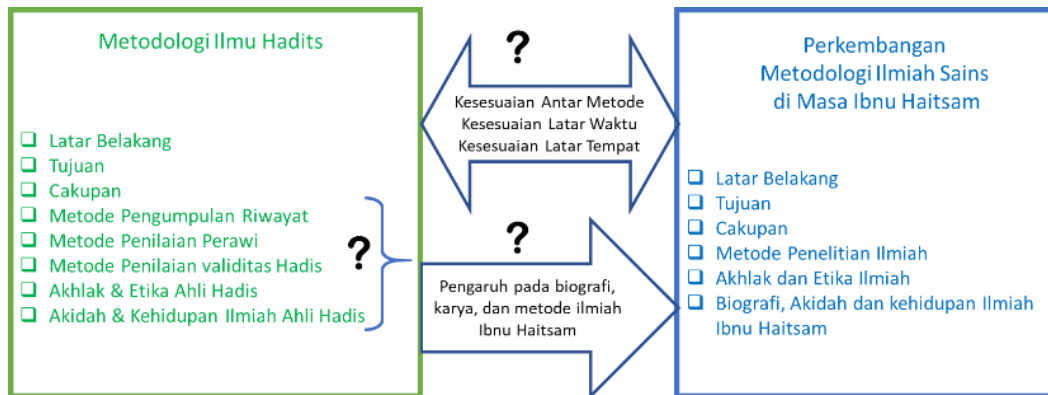 Metodologi Ilmu Hadits
❑ Latar Belakang
❑ Tujuan
❑ Cakupan
❑ Metode Pengumpulan Riwayat
❑ Metode Penilaian Perawi
❑ Metode Penilaian validitas Hadis
❑ Akhlak & Etika Ahli Hadis
❑ Akidah & Kehidupan Ilmiah Ahli Hadis
?
?
Kesesuaian Antar Metode
Kesesuaian Latar Waktu
Kesesuaian Latar Tempat
?
Pengaruh pada biografi,
karya, dan metode ilmiah
Ibnu Haitsam
Perkembangan
Metodologi Ilmiah Sains
di Masa Ibnu Haitsam
❑ Latar Belakang
❑ Tujuan
❑ Cakupan
❑ Metode Penelitian Ilmiah
❑ Akhlak dan Etika Ilmiah
❑ Biografi, Akidah dan kehidupan Ilmiah
Ibnu Haitsam